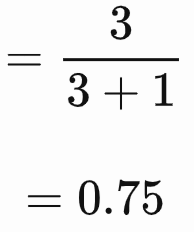 = 3 / (3 + 1)
= 0.75